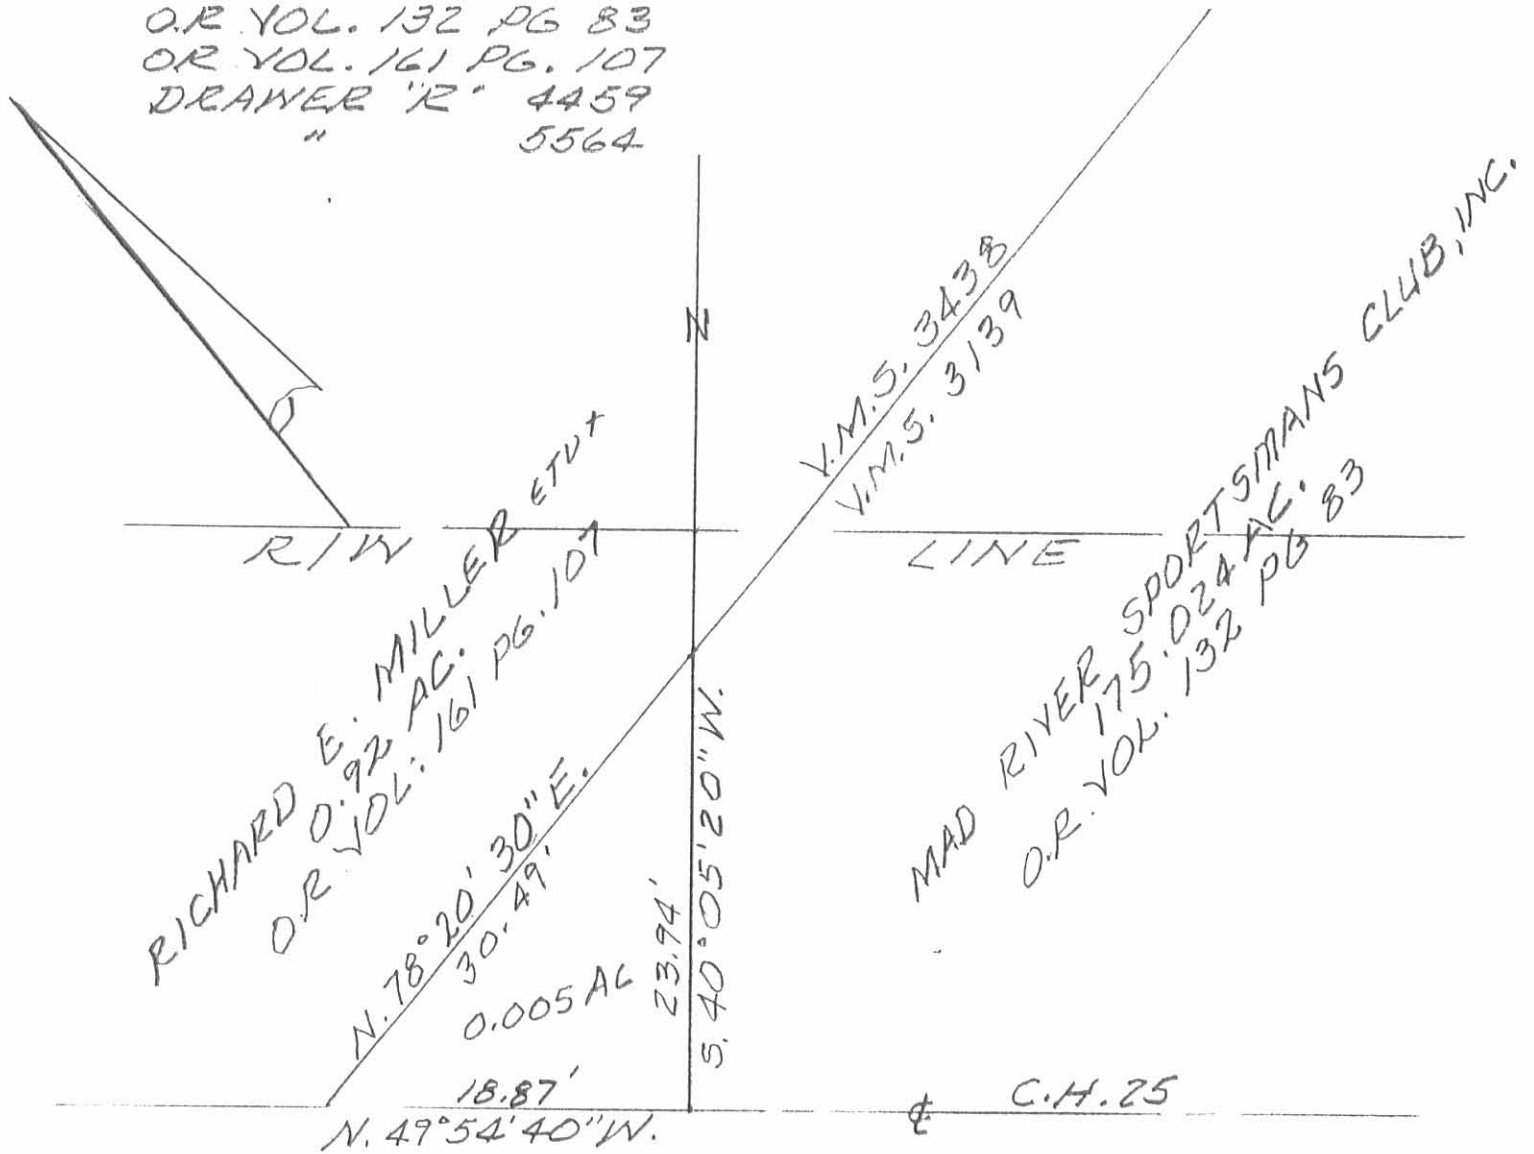 O.R VOL. 132 PG 83
OR VOL. 161 PG. 107
DRAWER "R" 4459
" 5564
N
V.M.S. 3438
V.M.S. 3139
R/W LINE
RICHARD E. MILLER ETUX
0.92 AC.
O.R VOL. 161 PG. 107
MAD RIVER SPORTSMANS CLUB, INC.
175.024 AC.
O.R. VOL. 132 PG 83
N. 78° 20' 30" E.
30.49'
0.005 AC
23.94'
S. 40° 05' 20" W.
18.87'
N. 49° 54' 40" W.
℄ C.H. 25